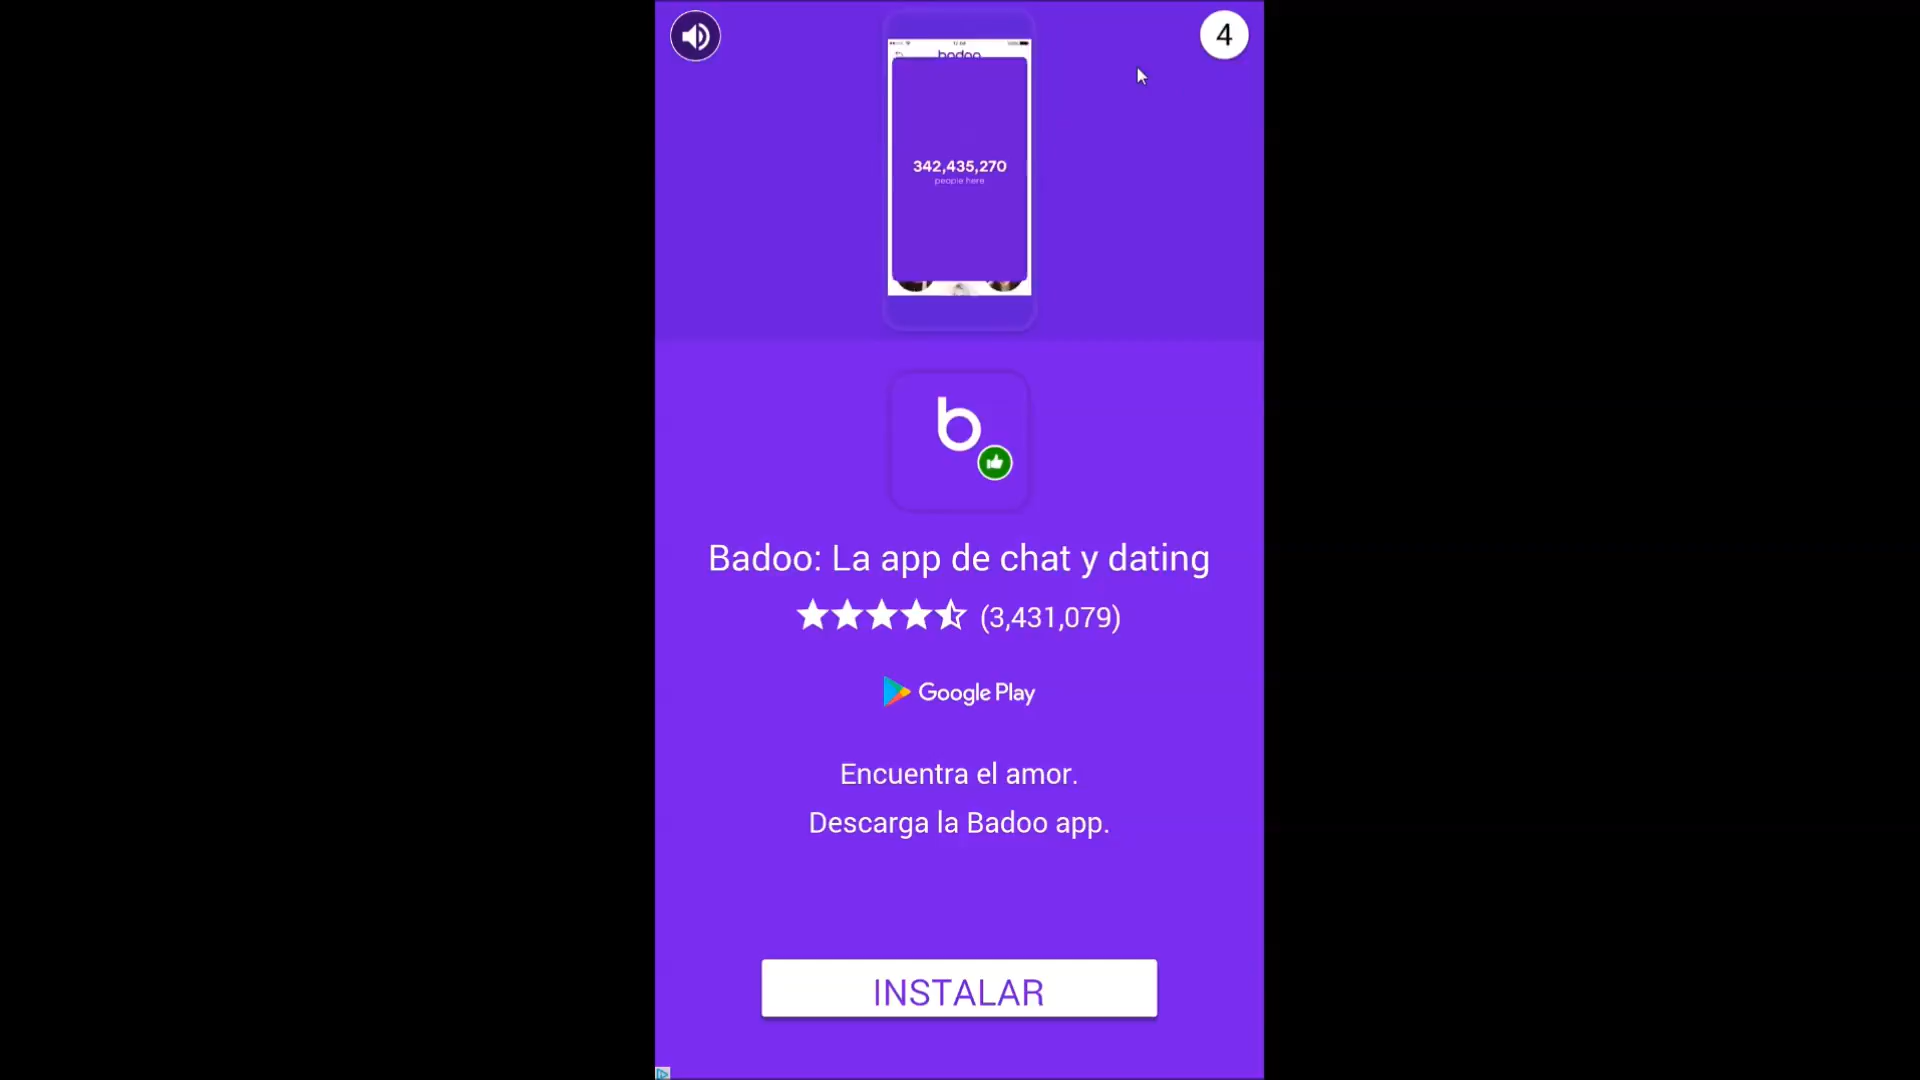 4
badoo
342,435,270
people here
b
Badoo: La app de chat y dating
(3,431,079)
Google Play
Encuentra el amor.
Descarga la Badoo app.
INSTALAR